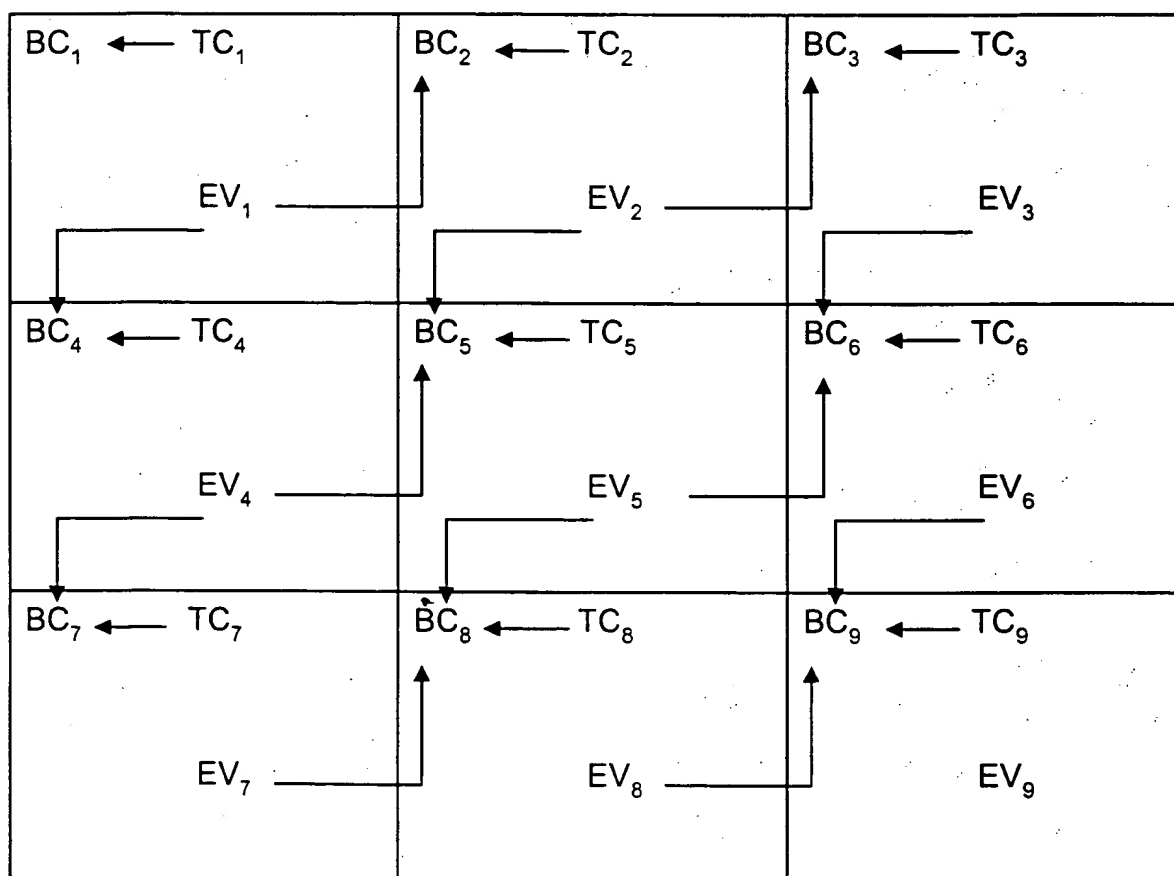 BC₁ TC₁ BC₂ TC₂ BC₃ TC₃
EV₁ EV₂ EV₃
BC₄ TC₄ BC₅ TC₅ BC₆ TC₆
EV₄ EV₅ EV₆
BC₇ TC₇ BC₈ TC₈ BC₉ TC₉
EV₇ EV₈ EV₉